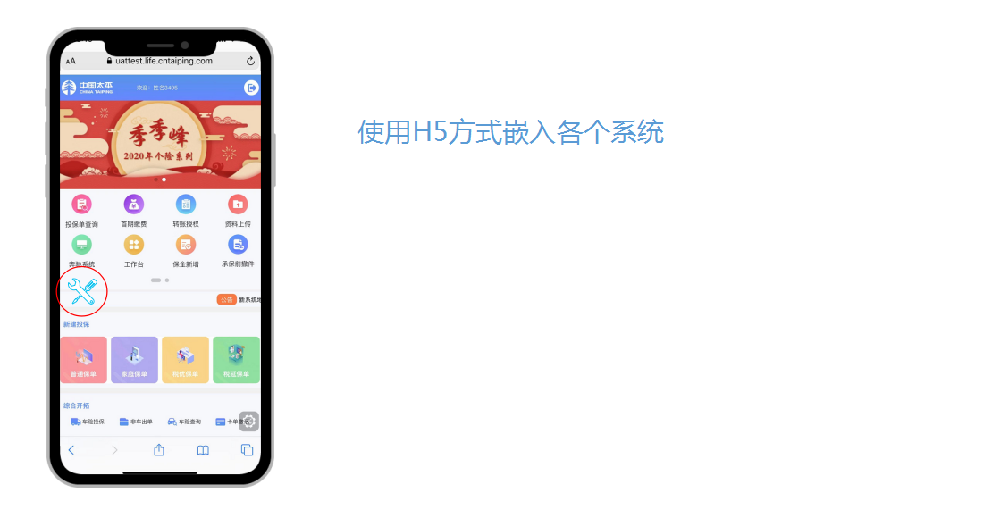 AA
uattest.life.cntaiping.com
中国太平
CHINA TAIPING
欢迎: 姓名3495
使用H5方式嵌入各个系统
季季峰
2020年个险系列
投保单查询 首期缴费 转账授权 资料上传
奔驰系统 工作台 保全新增 承保前撤件
公告 新系统
新建投保
普通保单 家庭保单 税优保单 税延保单
综合开拓
车险投保 非车出单 车险查询 卡单激